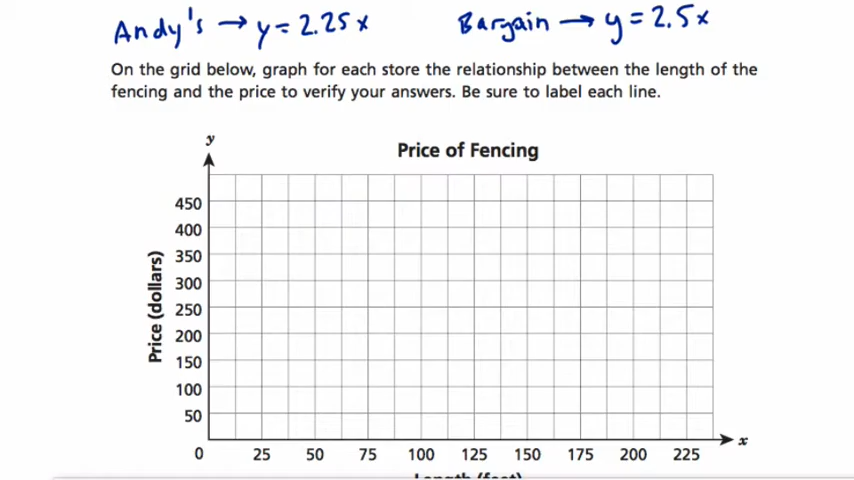 Andy's → y = 2.25x
Bargain → y = 2.5x
On the grid below, graph for each store the relationship between the length of the
fencing and the price to verify your answers. Be sure to label each line.
y
Price of Fencing
450
400
350
300
250
200
150
100
50
Price (dollars)
0 25 50 75 100 125 150 175 200 225
x
Length (feet)